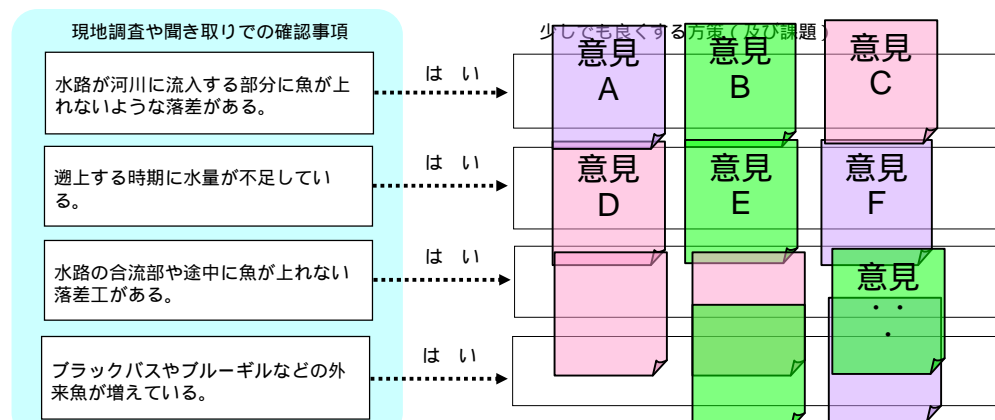 現地調査や聞き取りでの確認事項
少しでも良くする方策(及び課題)
水路が河川に流入する部分に魚が上
れないような落差がある。
はい
意見
A
意見
B
意見
C
遡上する時期に水量が不足してい
る。
はい
意見
D
意見
E
意見
F
水路の合流部や途中に魚が上れない
落差工がある。
はい
意見
・・
・
ブラックバスやブルーギルなどの外
来魚が増えている。
はい